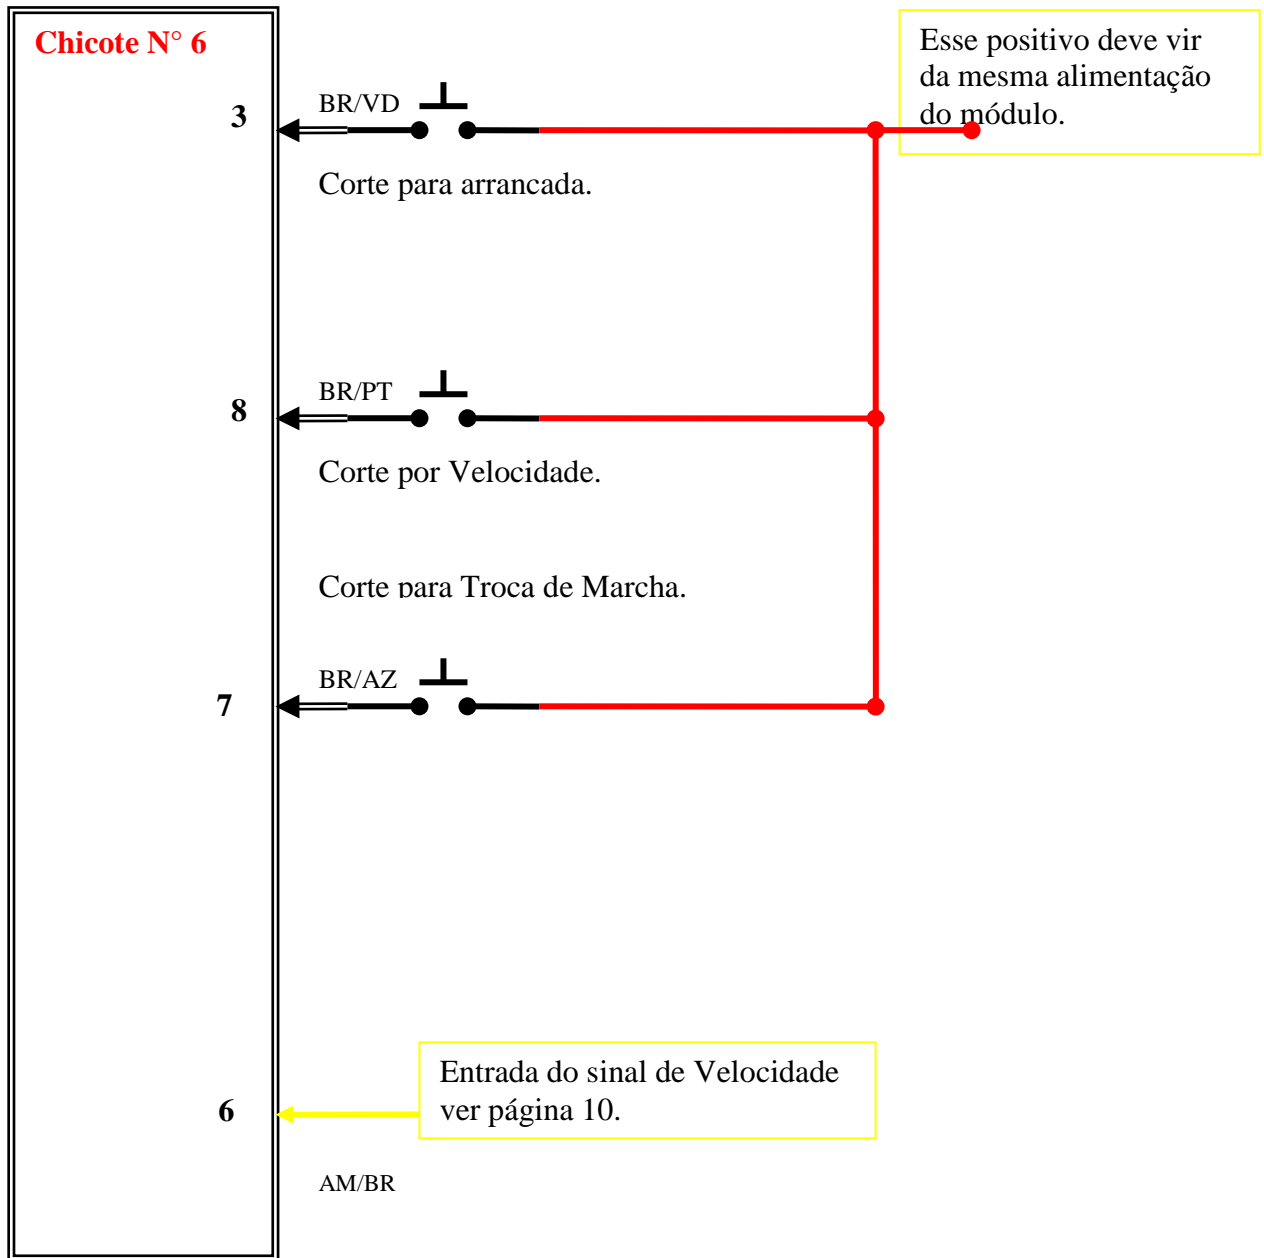 Chicote N° 6
Esse positivo deve vir
da mesma alimentação
do módulo.
3
BR/VD
Corte para arrancada.
8
BR/PT
Corte por Velocidade.
Corte para Troca de Marcha.
7
BR/AZ
Entrada do sinal de Velocidade
ver página 10.
6
AM/BR